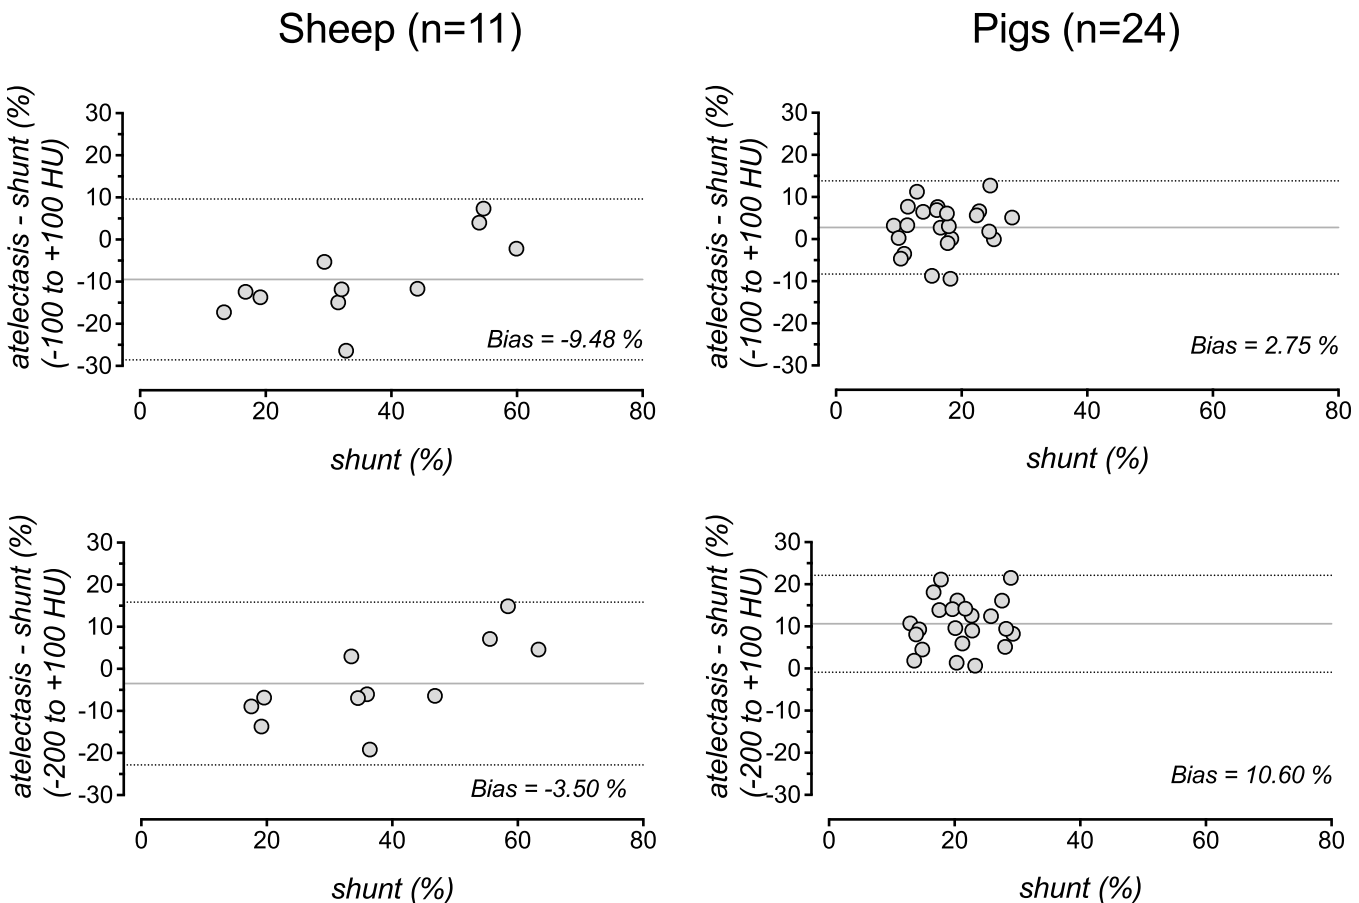 Sheep (n=11)
Pigs (n=24)
atelectasis - shunt (%)
(-100 to +100 HU)
30
20
10
0
-10
-20
-30
Bias = -9.48 %
0 20 40 60 80
shunt (%)
atelectasis - shunt (%)
(-100 to +100 HU)
30
20
10
0
-10
-20
-30
Bias = 2.75 %
0 20 40 60 80
shunt (%)
atelectasis - shunt (%)
(-200 to +100 HU)
30
20
10
0
-10
-20
-30
Bias = -3.50 %
0 20 40 60 80
shunt (%)
atelectasis - shunt (%)
(-200 to +100 HU)
30
20
10
0
-10
-20
-30
Bias = 10.60 %
0 20 40 60 80
shunt (%)